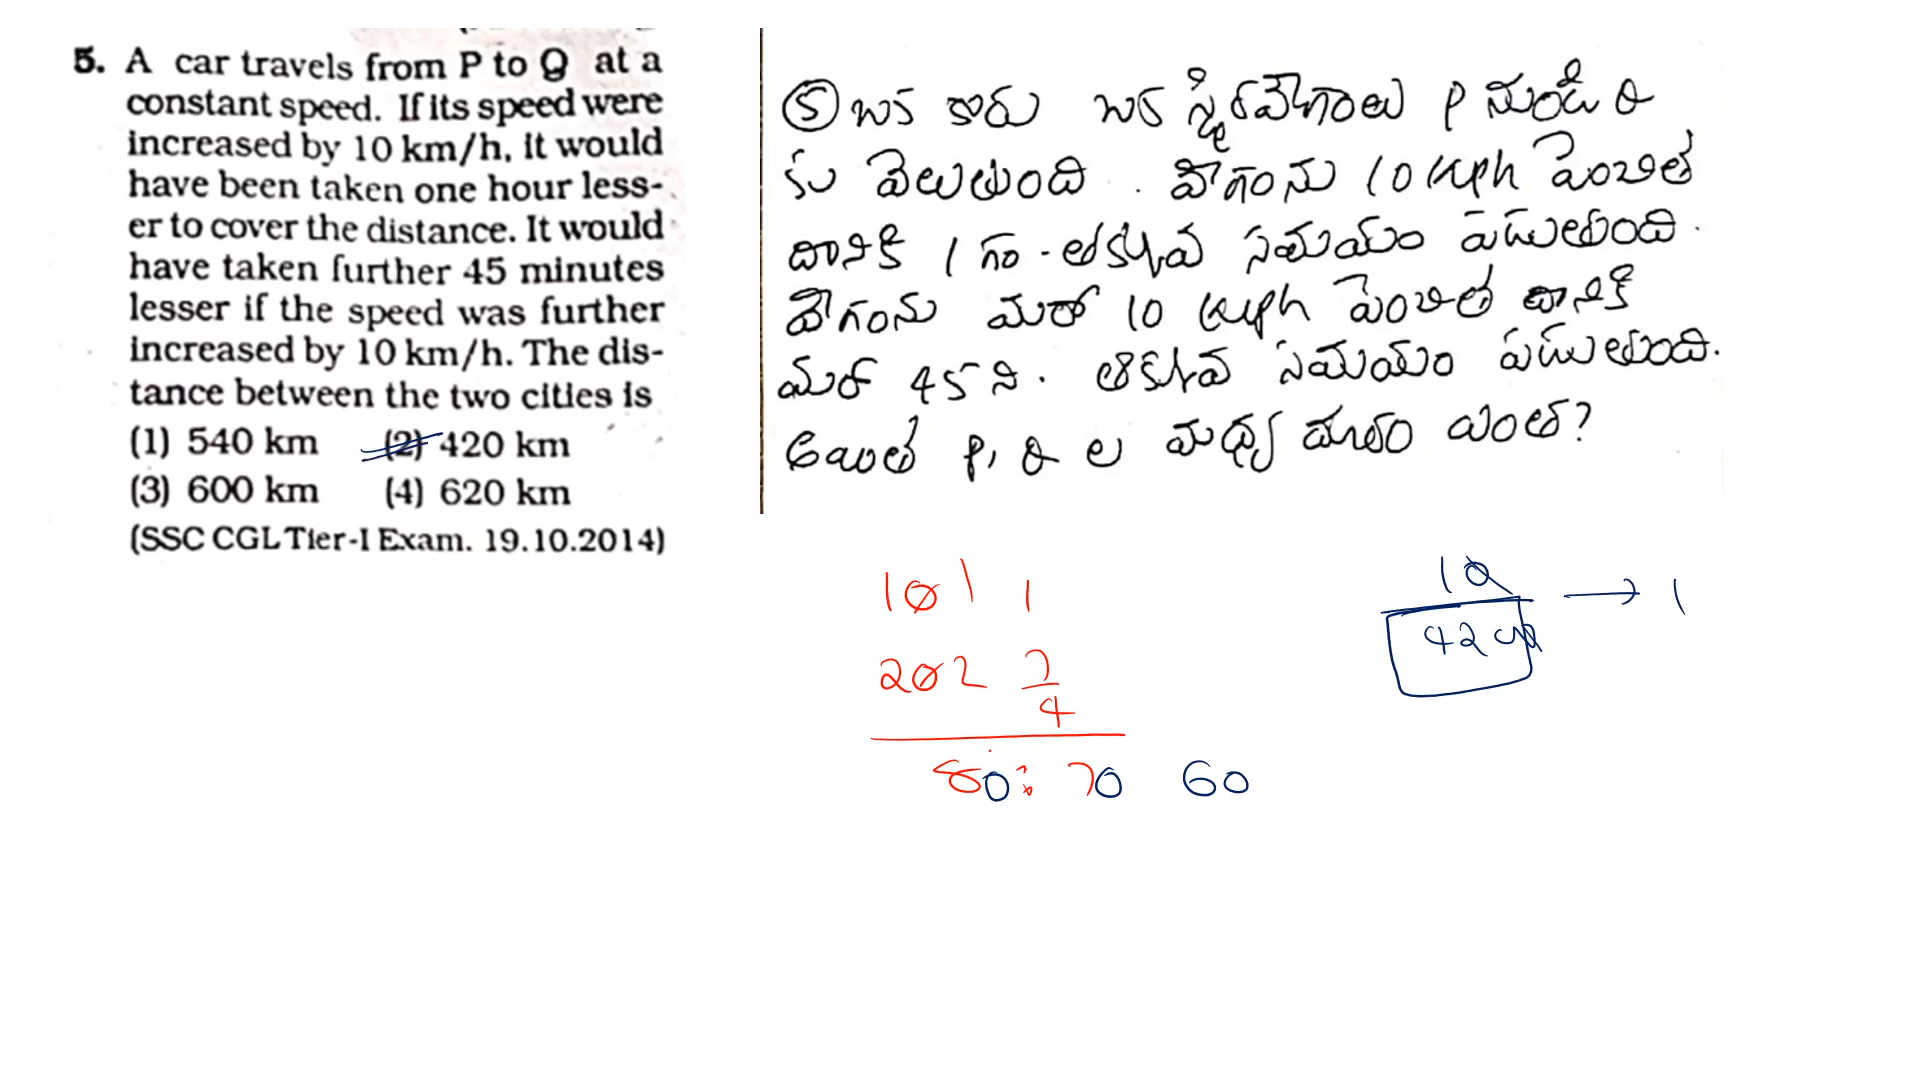 5. A car travels from P to Q at a
constant speed. If its speed were
increased by 10 km/h, it would
have been taken one hour less-
er to cover the distance. It would
have taken further 45 minutes
lesser if the speed was further
increased by 10 km/h. The dis-
tance between the two cities is
(1) 540 km (2) 420 km
(3) 600 km (4) 620 km
(SSC CGL Tier-I Exam. 19.10.2014)
5 ఒక కారు ఒక స్థిరవేగంలు P నుండి Q
కు వెలుతుంది. వేగంను 10 kmph పెంచితే
దానికి 1 గం. తక్కువ సమయం పడుతుంది.
వేగంను మరో 10 kmph పెంచితే దానికి
మరో 45 ని. తక్కువ సమయం పడుతుంది.
అయితే P, Q ల మధ్య దూరం ఎంత?
10 1 1
20 2 7/4
80 : 70 60
10 → 1
420